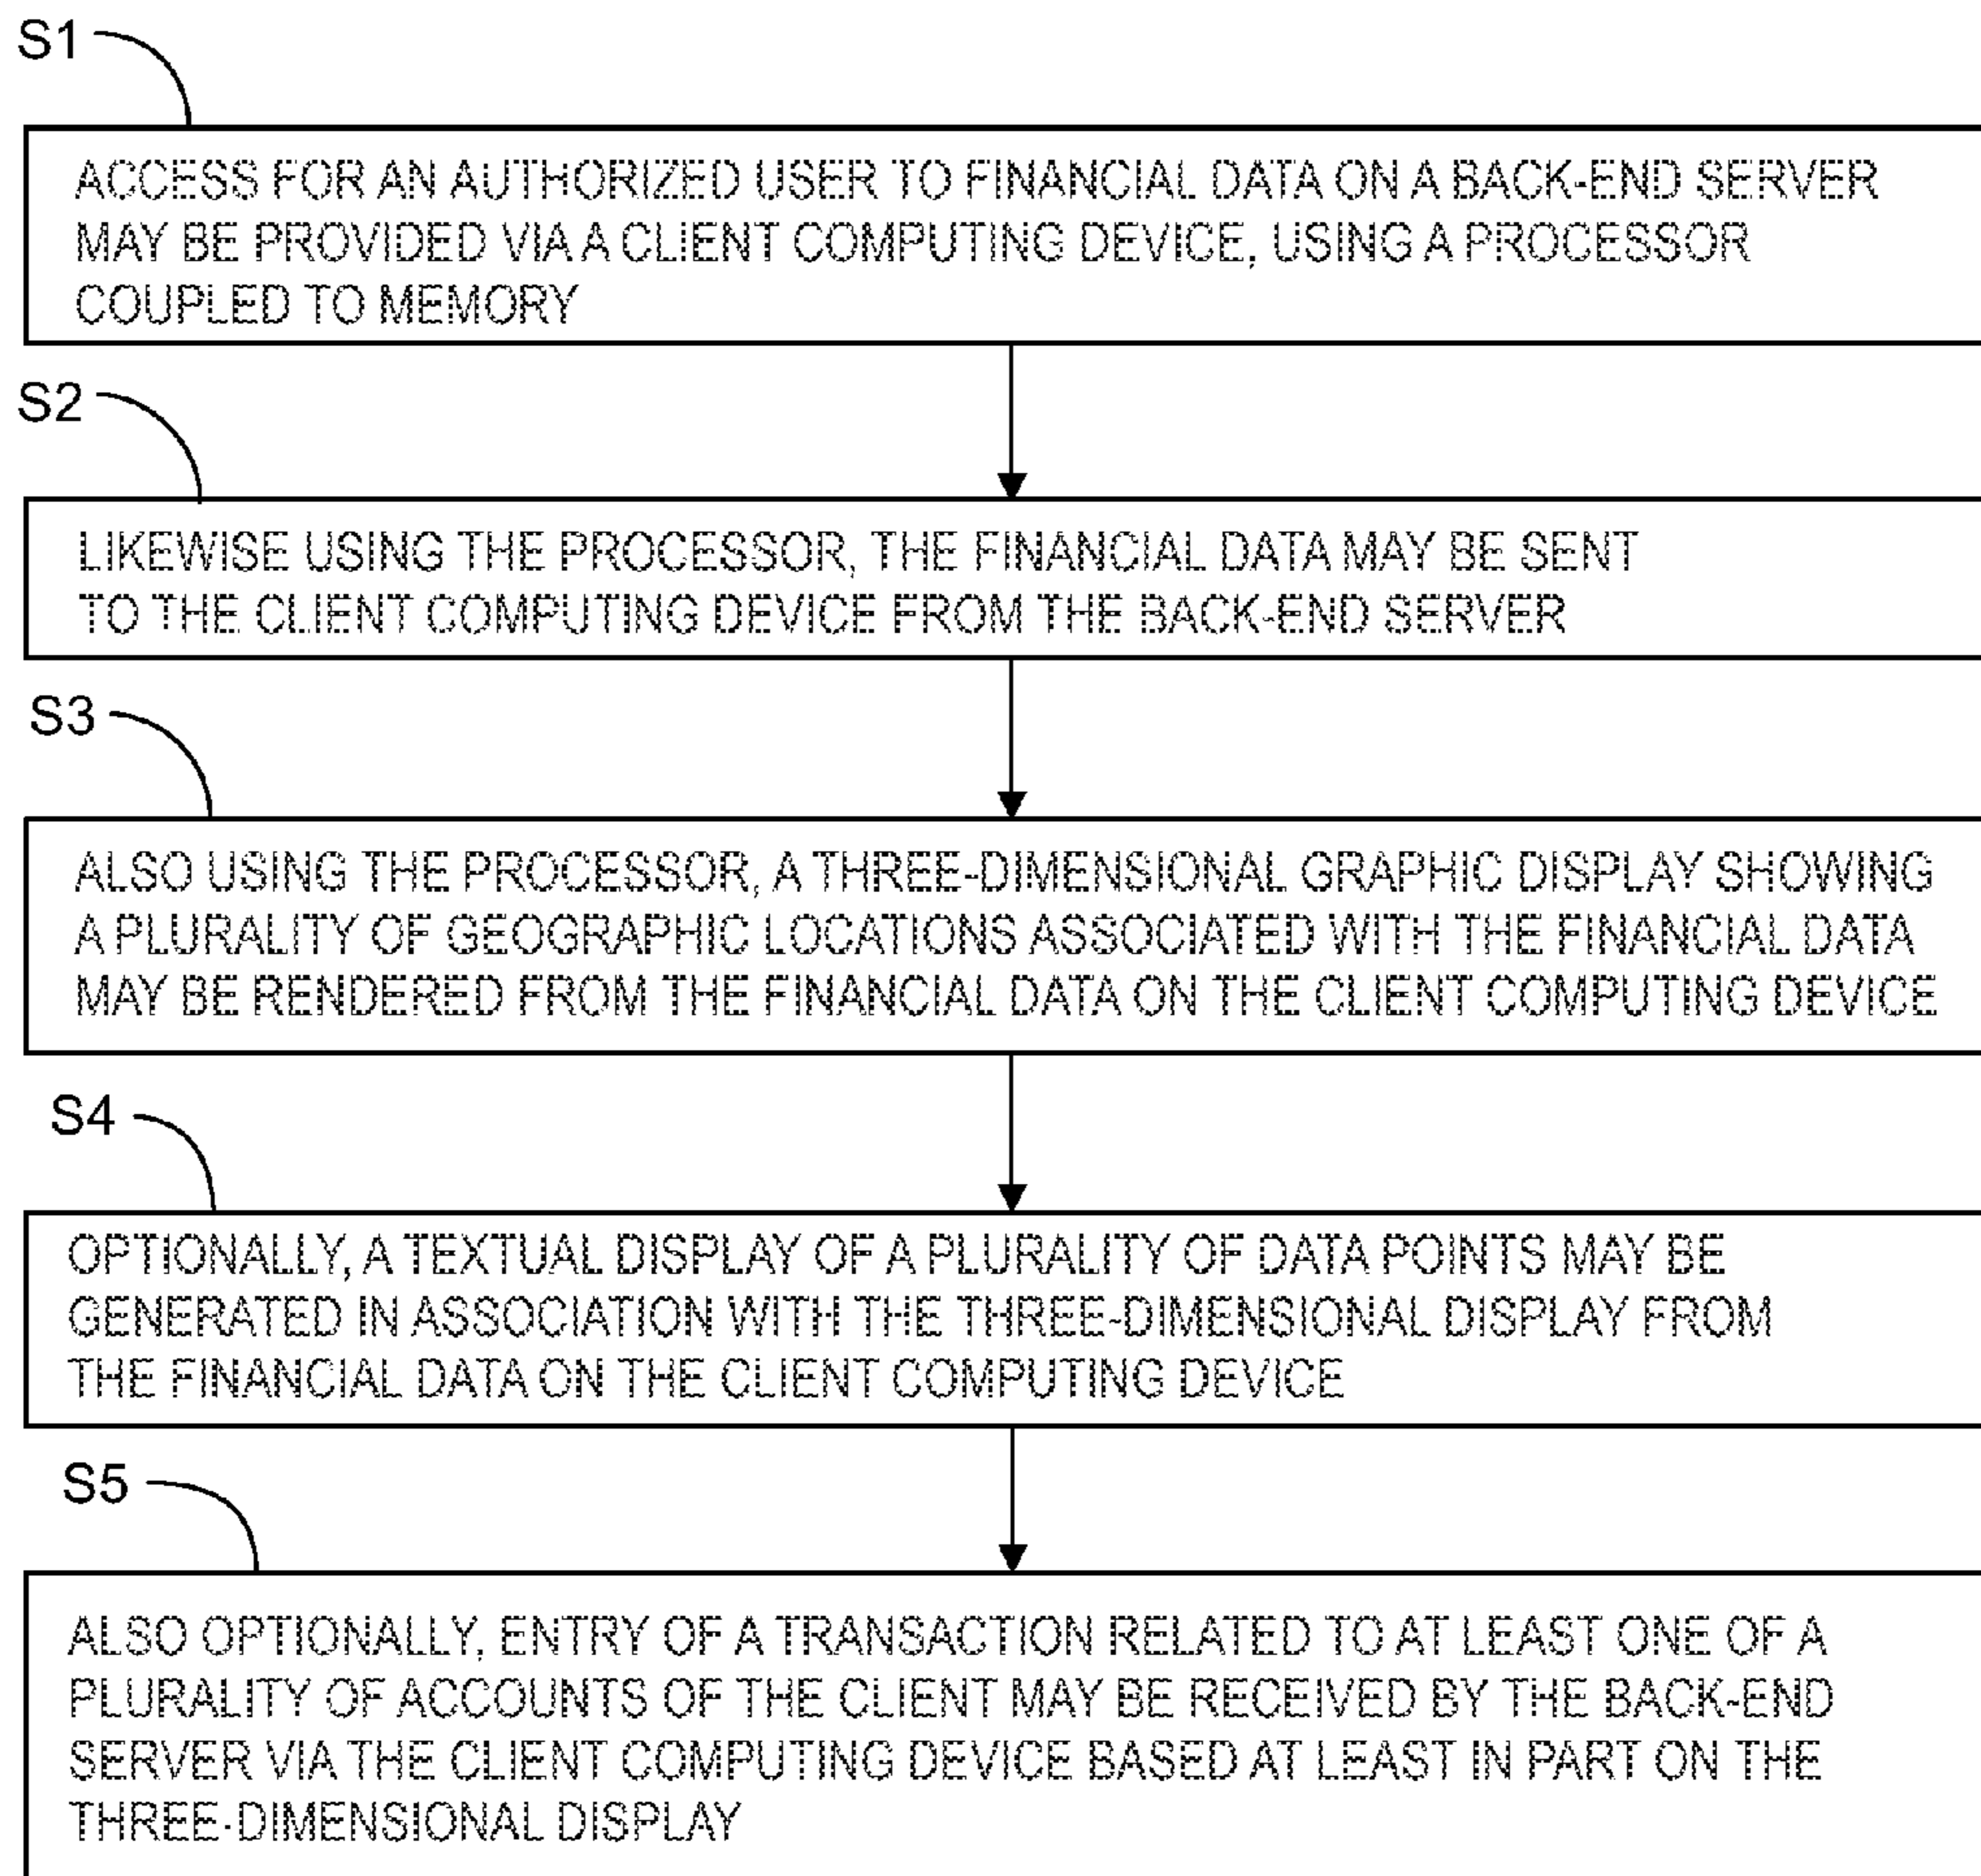 S1
ACCESS FOR AN AUTHORIZED USER TO FINANCIAL DATA ON A BACK-END SERVER
MAY BE PROVIDED VIA A CLIENT COMPUTING DEVICE, USING A PROCESSOR
COUPLED TO MEMORY
S2
LIKEWISE USING THE PROCESSOR, THE FINANCIAL DATA MAY BE SENT
TO THE CLIENT COMPUTING DEVICE FROM THE BACK-END SERVER
S3
ALSO USING THE PROCESSOR, A THREE-DIMENSIONAL GRAPHIC DISPLAY SHOWING
A PLURALITY OF GEOGRAPHIC LOCATIONS ASSOCIATED WITH THE FINANCIAL DATA
MAY BE RENDERED FROM THE FINANCIAL DATA ON THE CLIENT COMPUTING DEVICE
S4
OPTIONALLY, A TEXTUAL DISPLAY OF A PLURALITY OF DATA POINTS MAY BE
GENERATED IN ASSOCIATION WITH THE THREE-DIMENSIONAL DISPLAY FROM
THE FINANCIAL DATA ON THE CLIENT COMPUTING DEVICE
S5
ALSO OPTIONALLY, ENTRY OF A TRANSACTION RELATED TO AT LEAST ONE OF A
PLURALITY OF ACCOUNTS OF THE CLIENT MAY BE RECEIVED BY THE BACK-END
SERVER VIA THE CLIENT COMPUTING DEVICE BASED AT LEAST IN PART ON THE
THREE-DIMENSIONAL DISPLAY